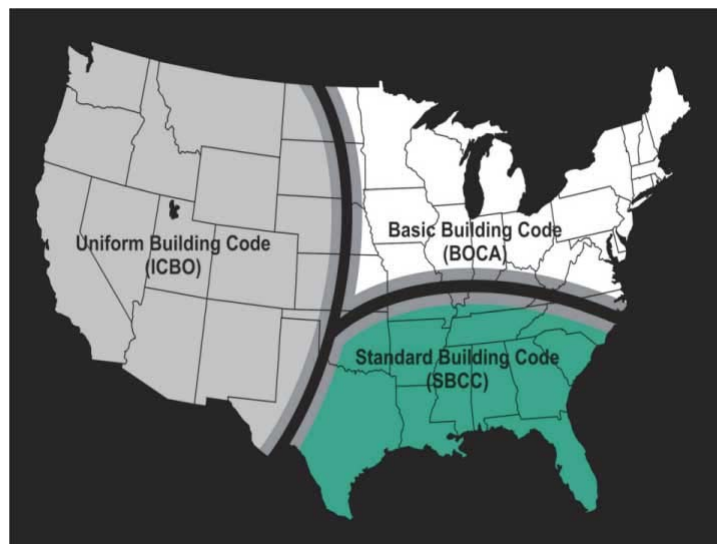 Uniform Building Code
(ICBO)
Basic Building Code
(BOCA)
Standard Building Code
(SBCC)